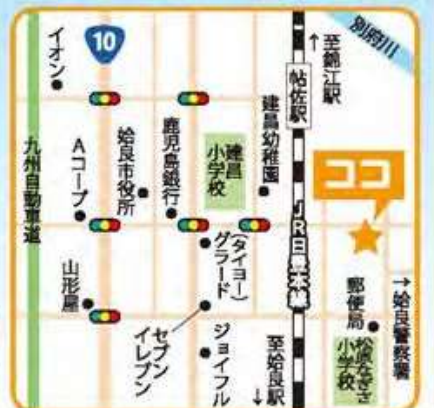 別府川
↑至錦江駅
10
イオン
帖佐駅
建昌幼稚園
建昌
小学校
鹿児島銀行
姶良市役所
Aコープ
九州自動車道
ココ
JR日豊本線
(タイヨー)
グラード
山形屋
セブン
イレブン
ジョイフル
郵便局
→姶良警察署
松原なぎさ
小学校
至姶良駅↓